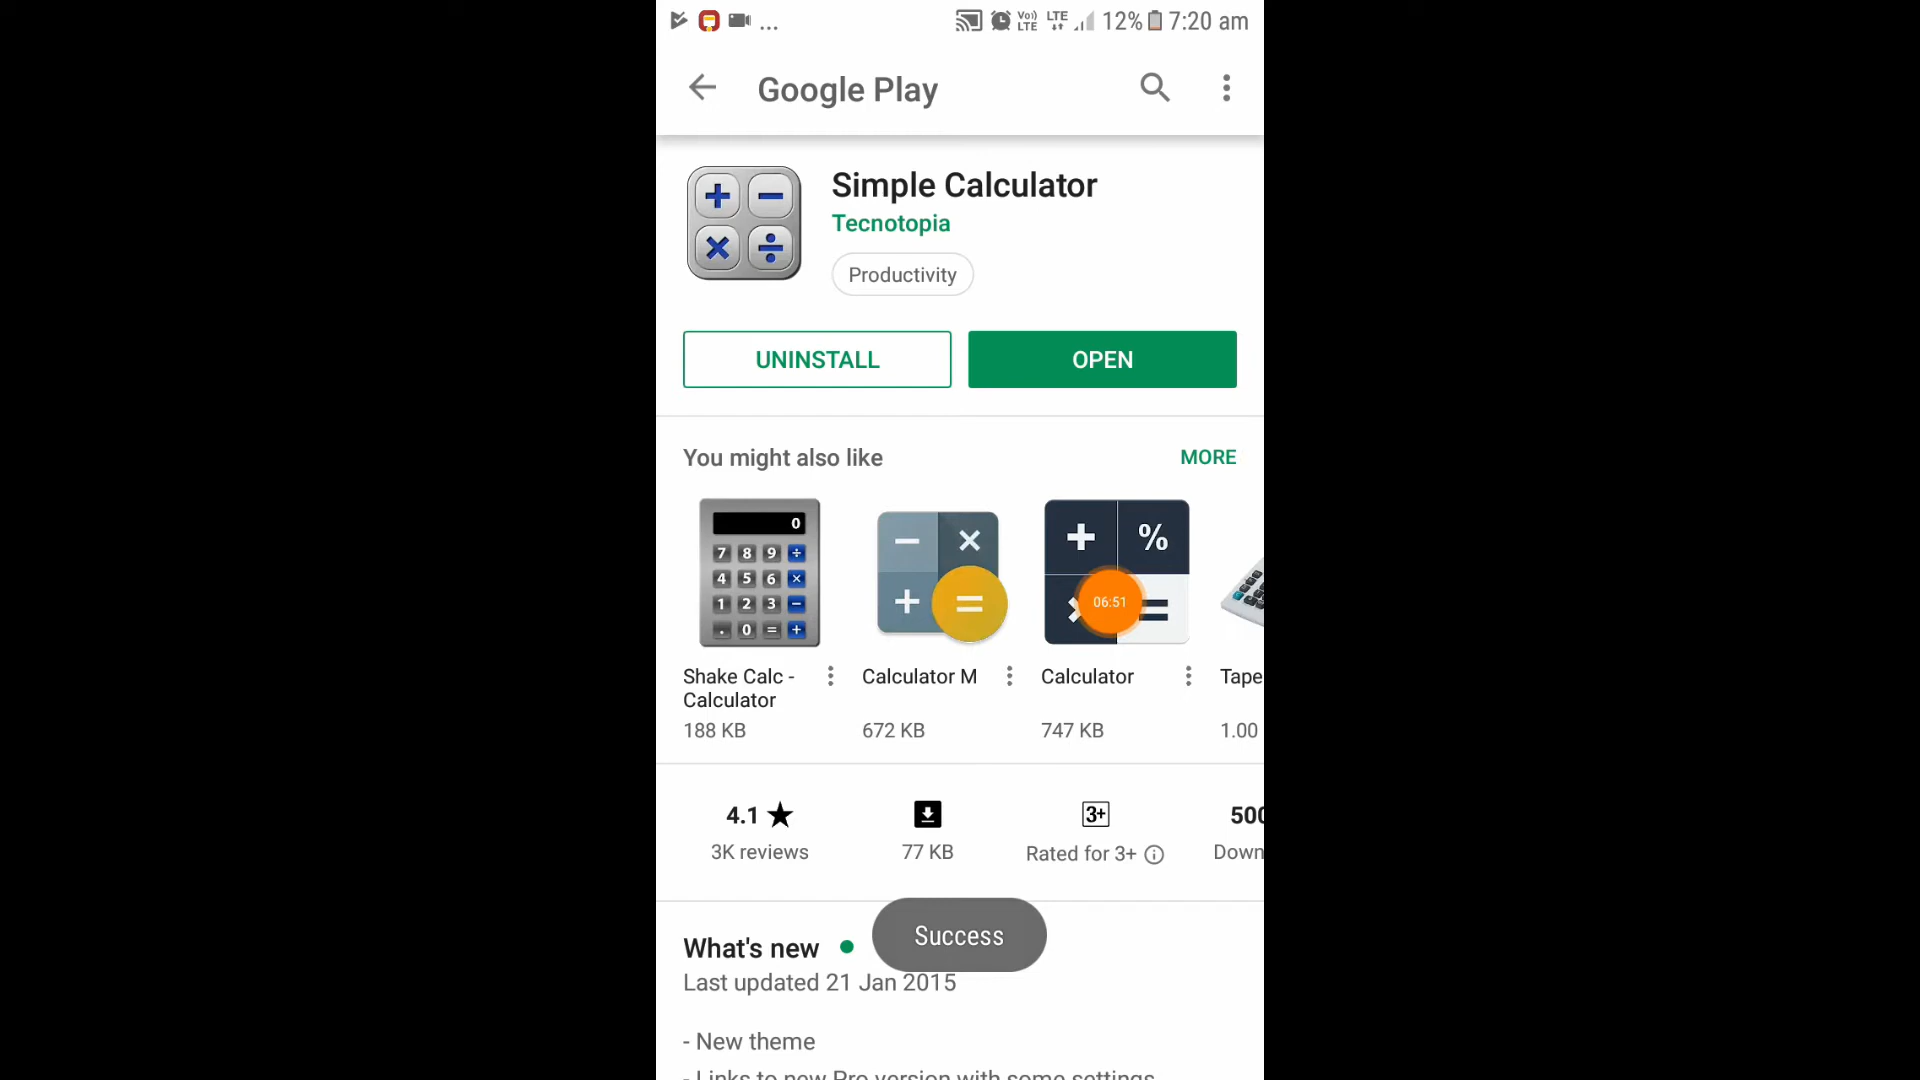 ... Vo)) LTE LTE 12% 7:20 am
Google Play
Simple Calculator
Tecnotopia
Productivity
UNINSTALL OPEN
You might also like MORE
0
7 8 9 ÷
4 5 6 ×
1 2 3 −
. 0 = +
− ×
+ =
+ %
=
06:51
Shake Calc - Calculator M Calculator Tape
Calculator
188 KB 672 KB 747 KB 1.00
4.1 ★ 3+ 500
3K reviews 77 KB Rated for 3+ Down
What's new
Success
Last updated 21 Jan 2015
- New theme
- Links to new Pro version with some settings